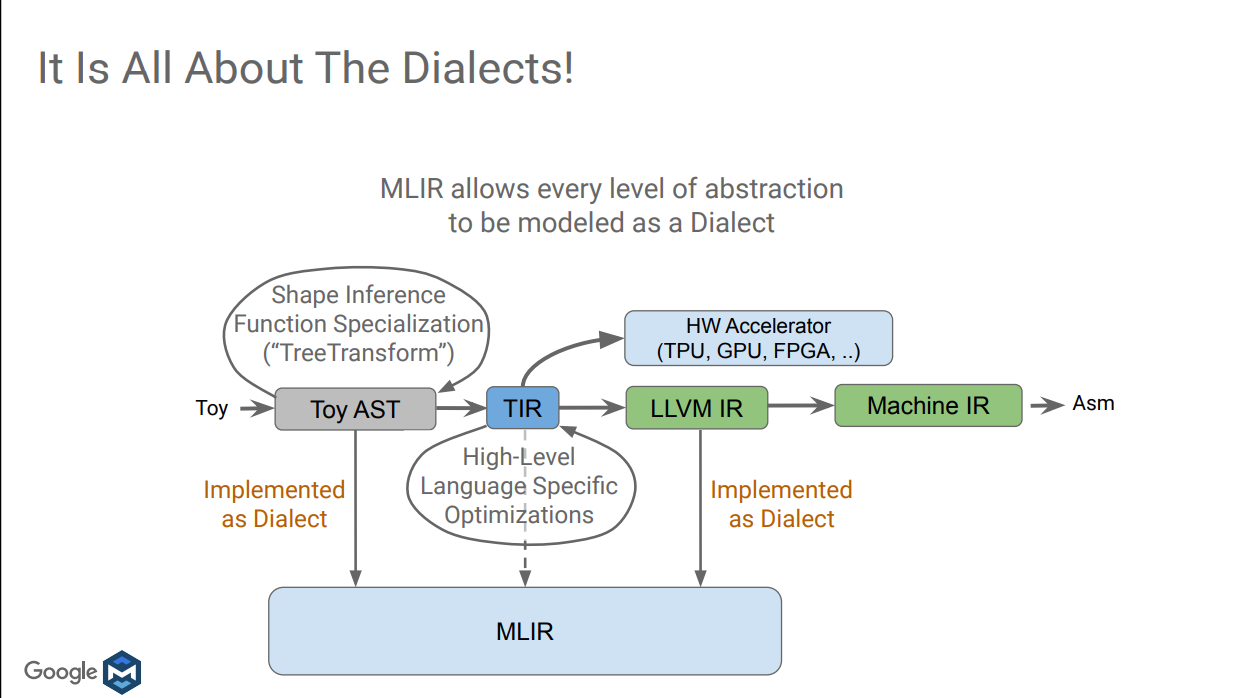 It Is All About The Dialects!
MLIR allows every level of abstraction
to be modeled as a Dialect
Shape Inference
Function Specialization
(“TreeTransform”)
HW Accelerator
(TPU, GPU, FPGA, ..)
Toy
Toy AST
TIR
LLVM IR
Machine IR
Asm
High-Level
Language Specific
Optimizations
Implemented
as Dialect
Implemented
as Dialect
MLIR
Google